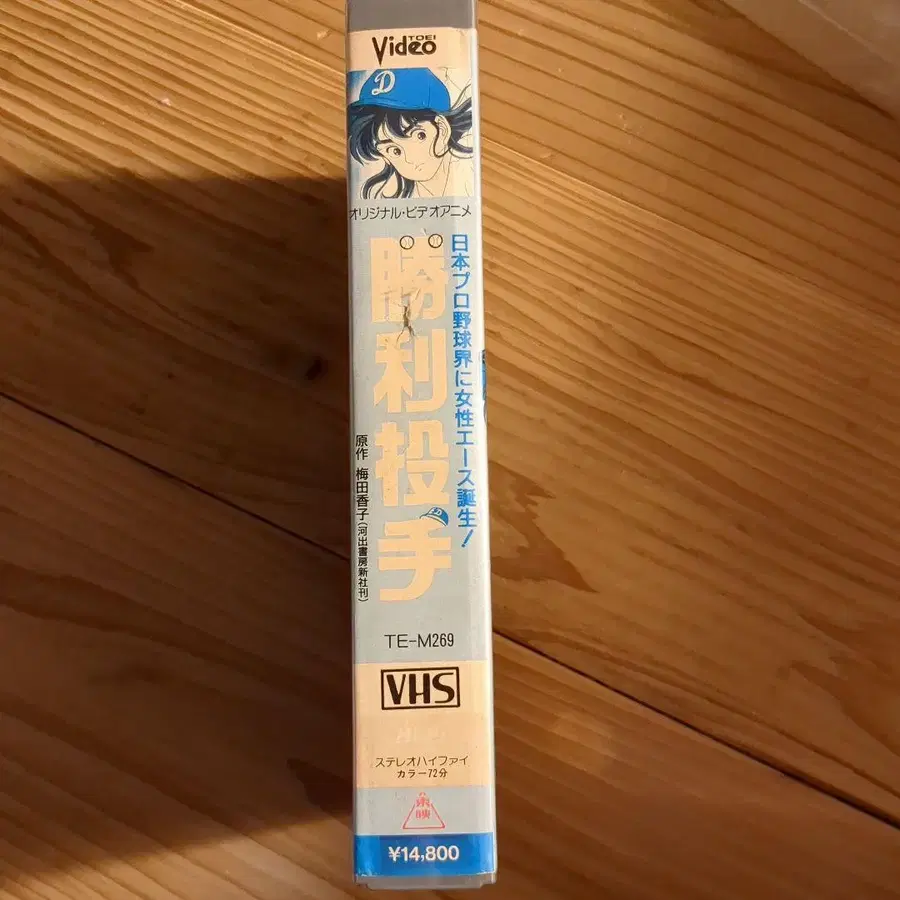 TOEI
Video
D
オリジナル・ビデオアニメ
日本プロ野球界に女性エース誕生!
勝利投手
原作 梅田香子(河出書房新社刊)
TE-M269
VHS
ステレオハイファイ
カラー72分
東映
¥14,800